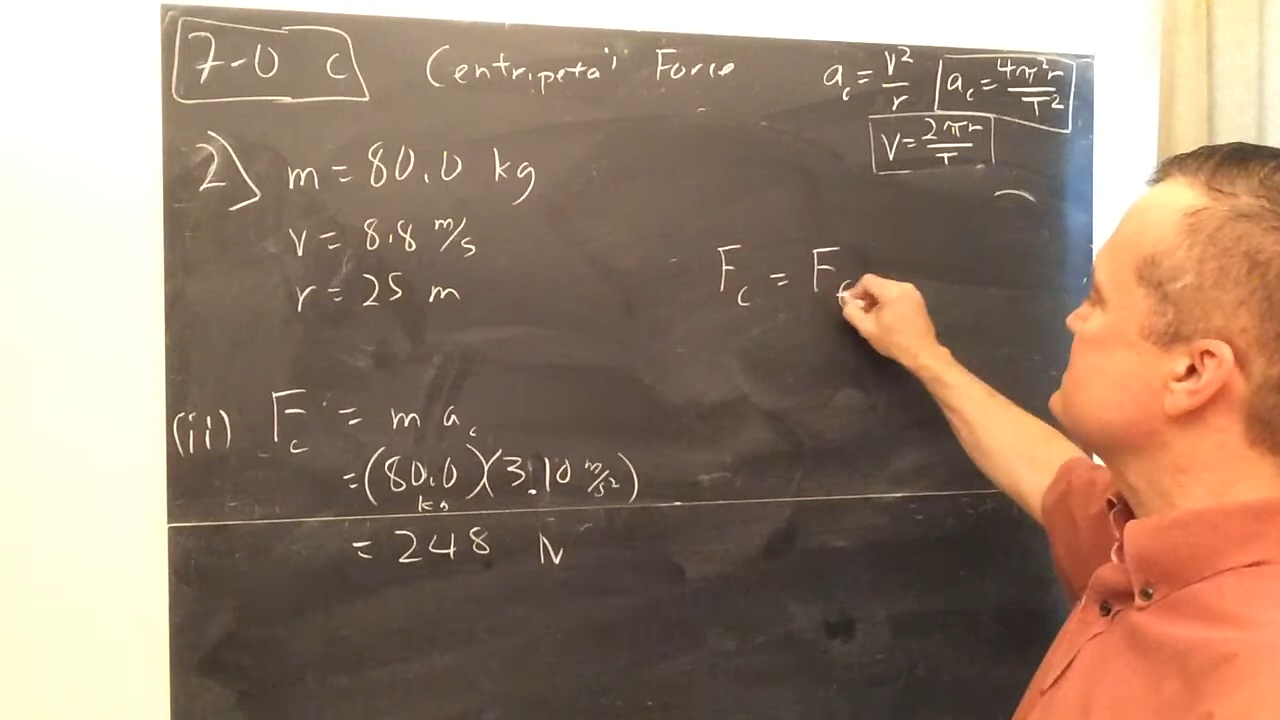 7-0 c
Centripetal Force
a_c = v²/r
a_c = 4π²r/T²
v = 2πr/T
2) m = 80.0 kg
v = 8.8 m/s
r = 25 m
F_c = F
(ii) F_c = m a_c
= (80.0 kg)(3.10 m/s²)
= 248 N